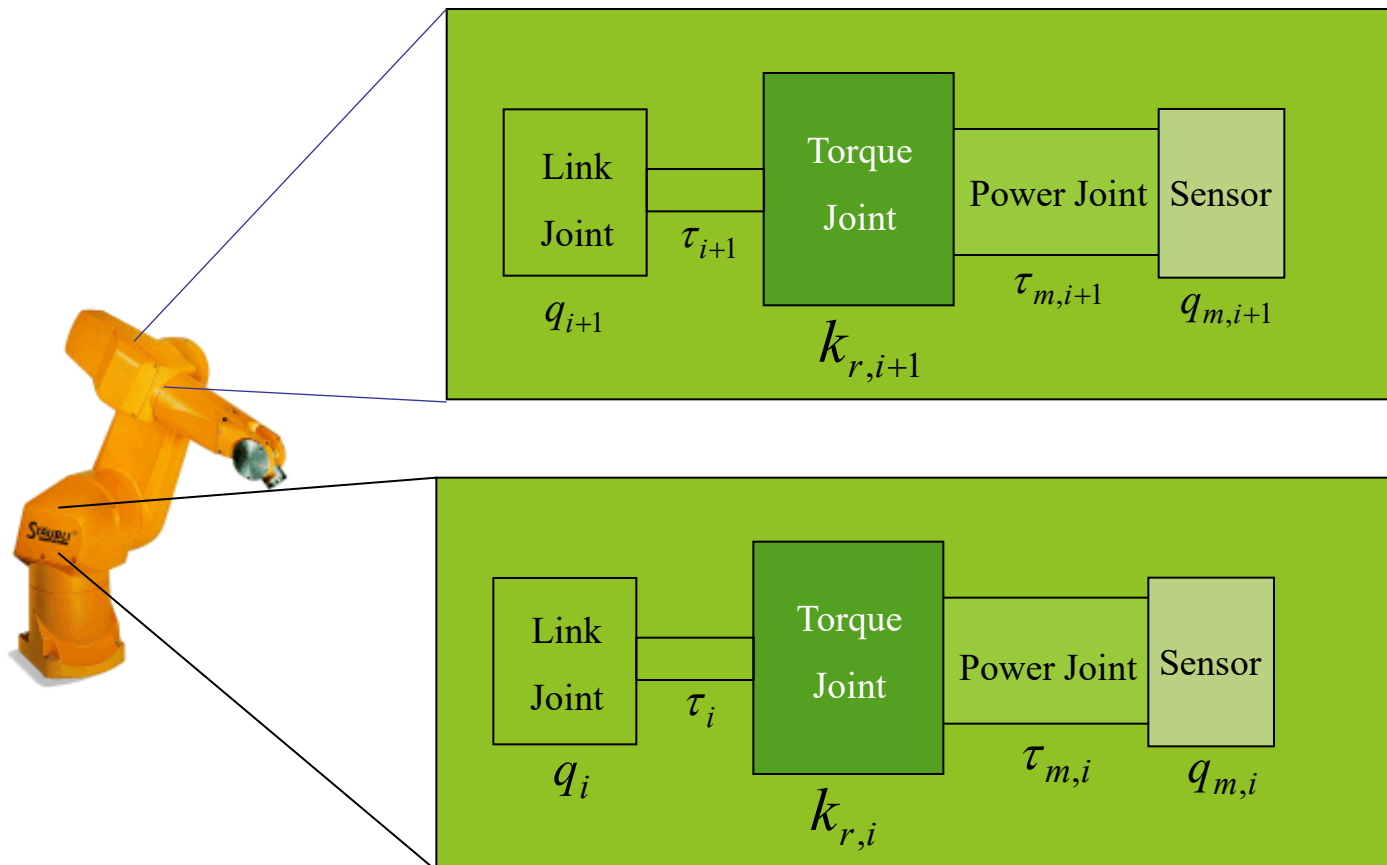 Link
Joint
τ_{i+1}
q_{i+1}
Torque
Joint
k_{r,i+1}
Power Joint
τ_{m,i+1}
Sensor
q_{m,i+1}
Link
Joint
τ_i
q_i
Torque
Joint
k_{r,i}
Power Joint
τ_{m,i}
Sensor
q_{m,i}